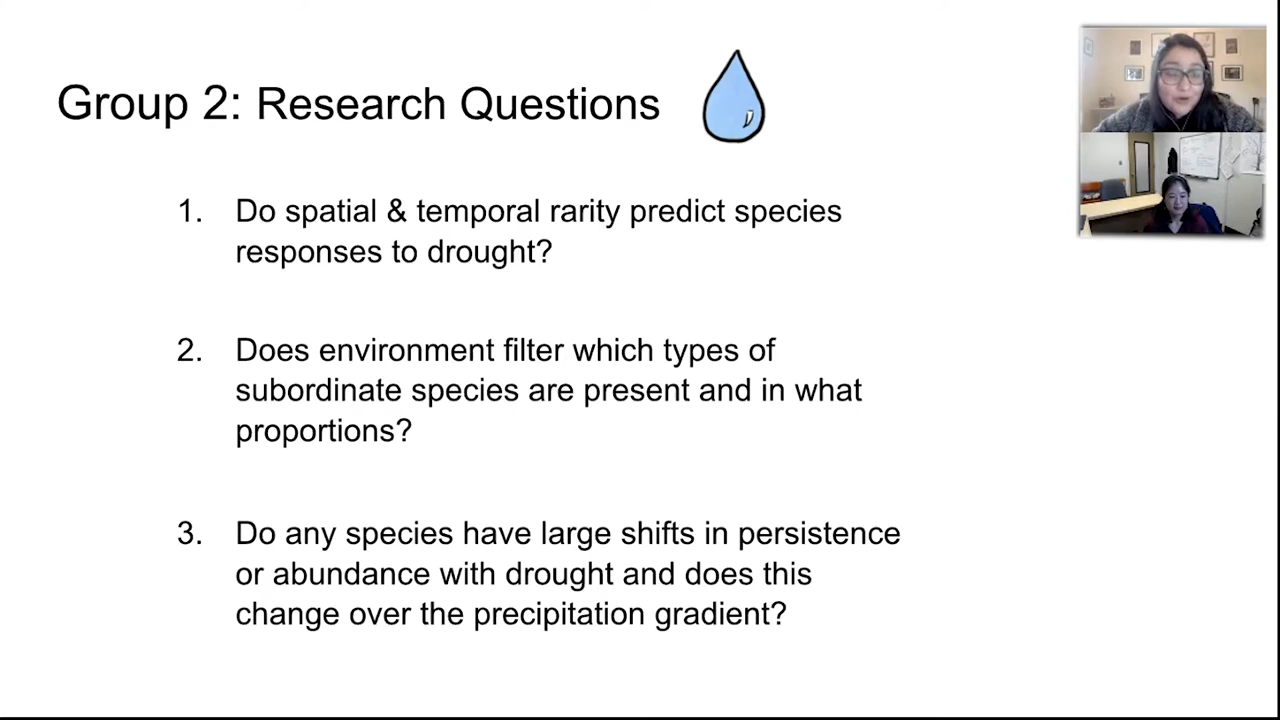 Group 2: Research Questions
1. Do spatial & temporal rarity predict species
responses to drought?
2. Does environment filter which types of
subordinate species are present and in what
proportions?
3. Do any species have large shifts in persistence
or abundance with drought and does this
change over the precipitation gradient?